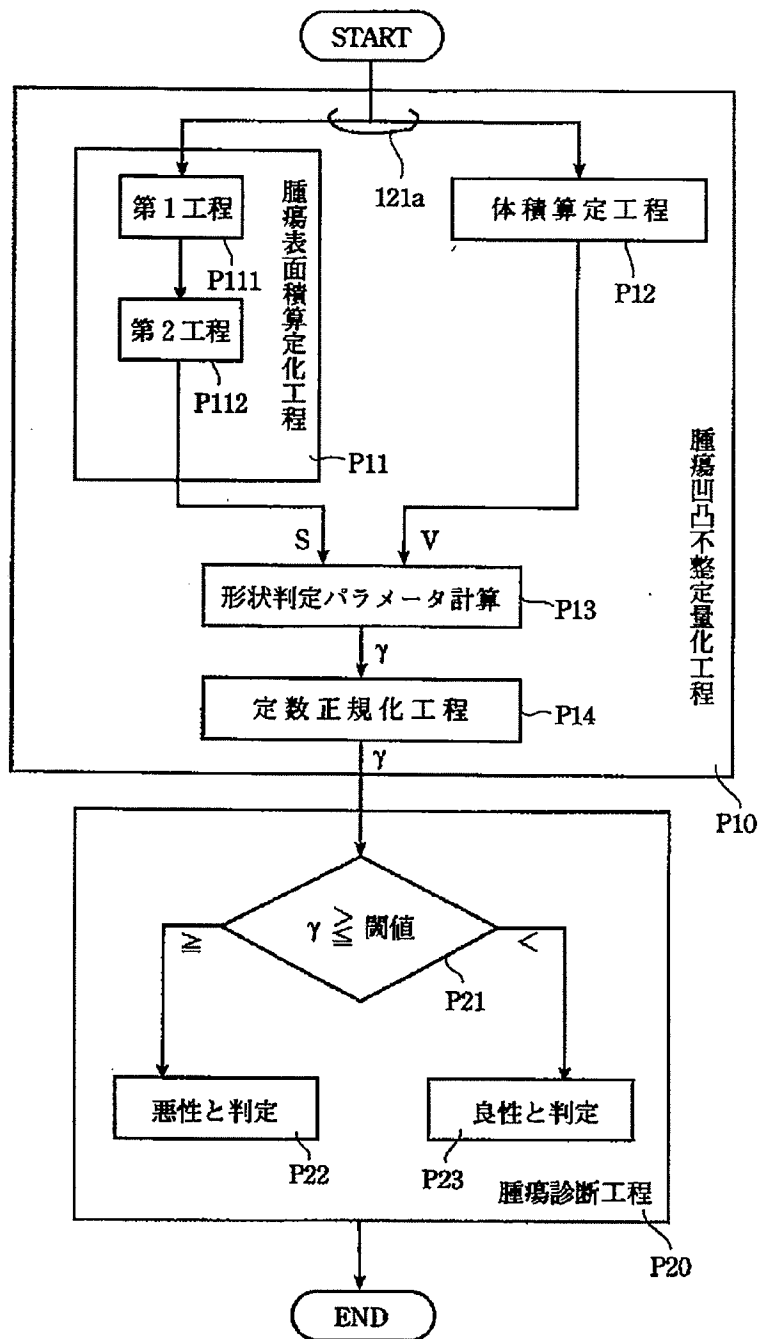 START
121a
第1工程
P111
第2工程
P112
腫瘍表面積算定化工程
P11
体積算定工程
P12
腫瘍凹凸不整定量化工程
S
V
形状判定パラメータ計算
P13
γ
定数正規化工程
P14
γ
P10
γ ⪌ 閾値
≧
<
P21
悪性と判定
P22
良性と判定
P23
腫瘍診断工程
P20
END